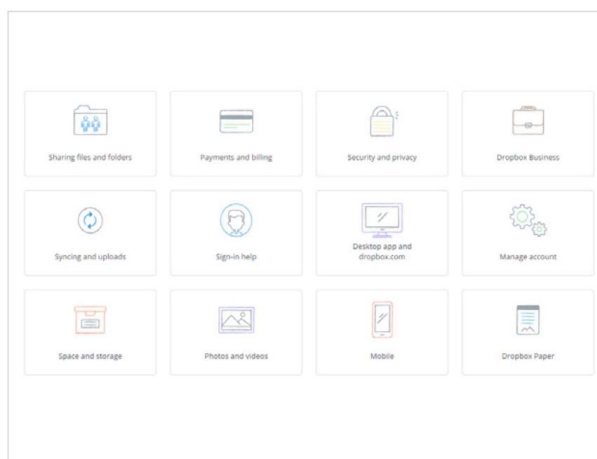 Sharing files and folders
Payments and billing
Security and privacy
Dropbox Business
Syncing and uploads
Sign-in help
Desktop app and
dropbox.com
Manage account
Space and storage
Photos and videos
Mobile
Dropbox Paper